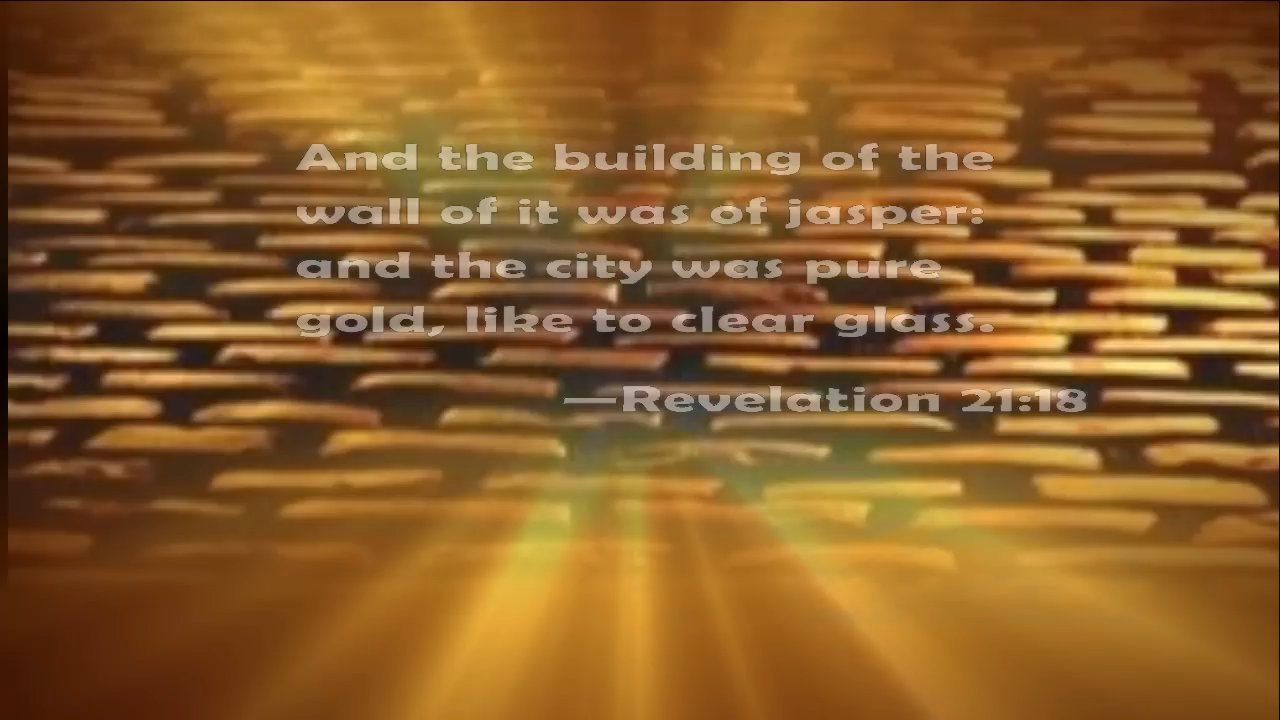 And the building of the
wall of it was of jasper:
and the city was pure
gold, like to clear glass.
—Revelation 21:18